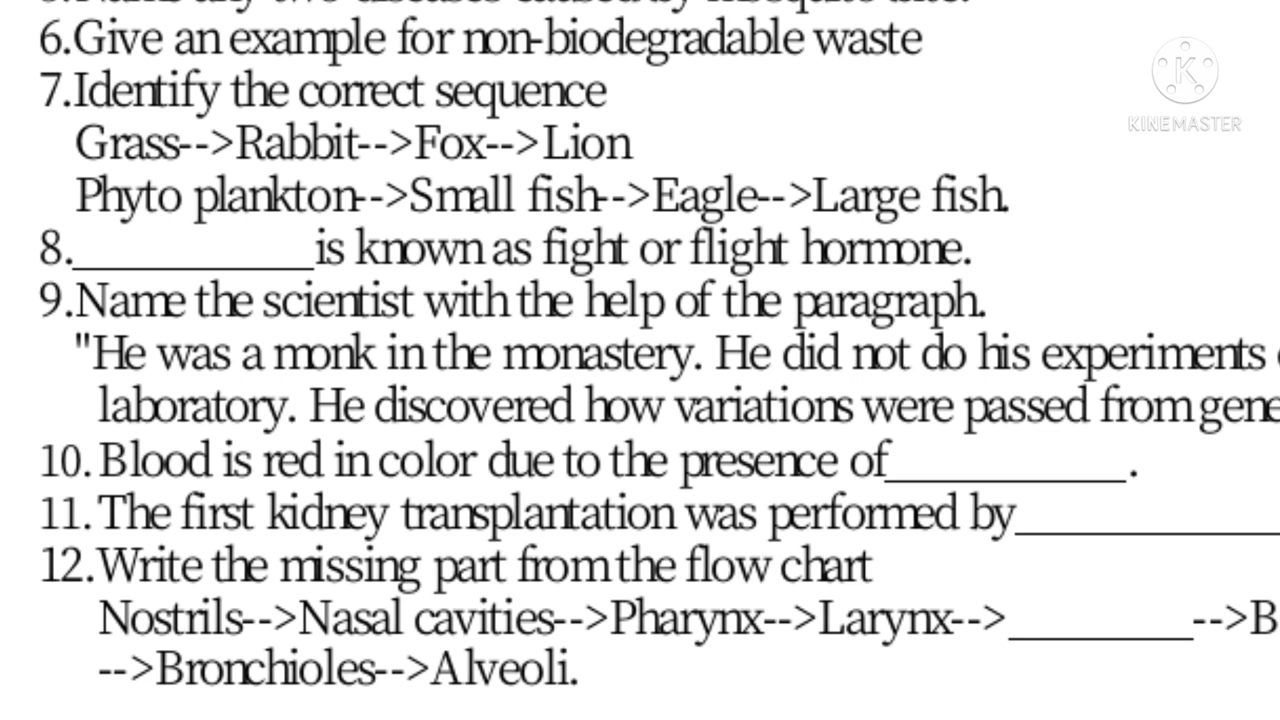 6.Give an example for non-biodegradable waste
7.Identify the correct sequence
Grass-->Rabbit-->Fox-->Lion
Phyto plankton-->Small fish-->Eagle-->Large fish.
8.____________is known as fight or flight hormone.
9.Name the scientist with the help of the paragraph.
"He was a monk in the monastery. He did not do his experiments
laboratory. He discovered how variations were passed from gene
10. Blood is red in color due to the presence of____________.
11. The first kidney transplantation was performed by_____________
12.Write the missing part from the flow chart
Nostrils-->Nasal cavities-->Pharynx-->Larynx-->_________-->B
-->Bronchioles-->Alveoli.
K
KINEMASTER